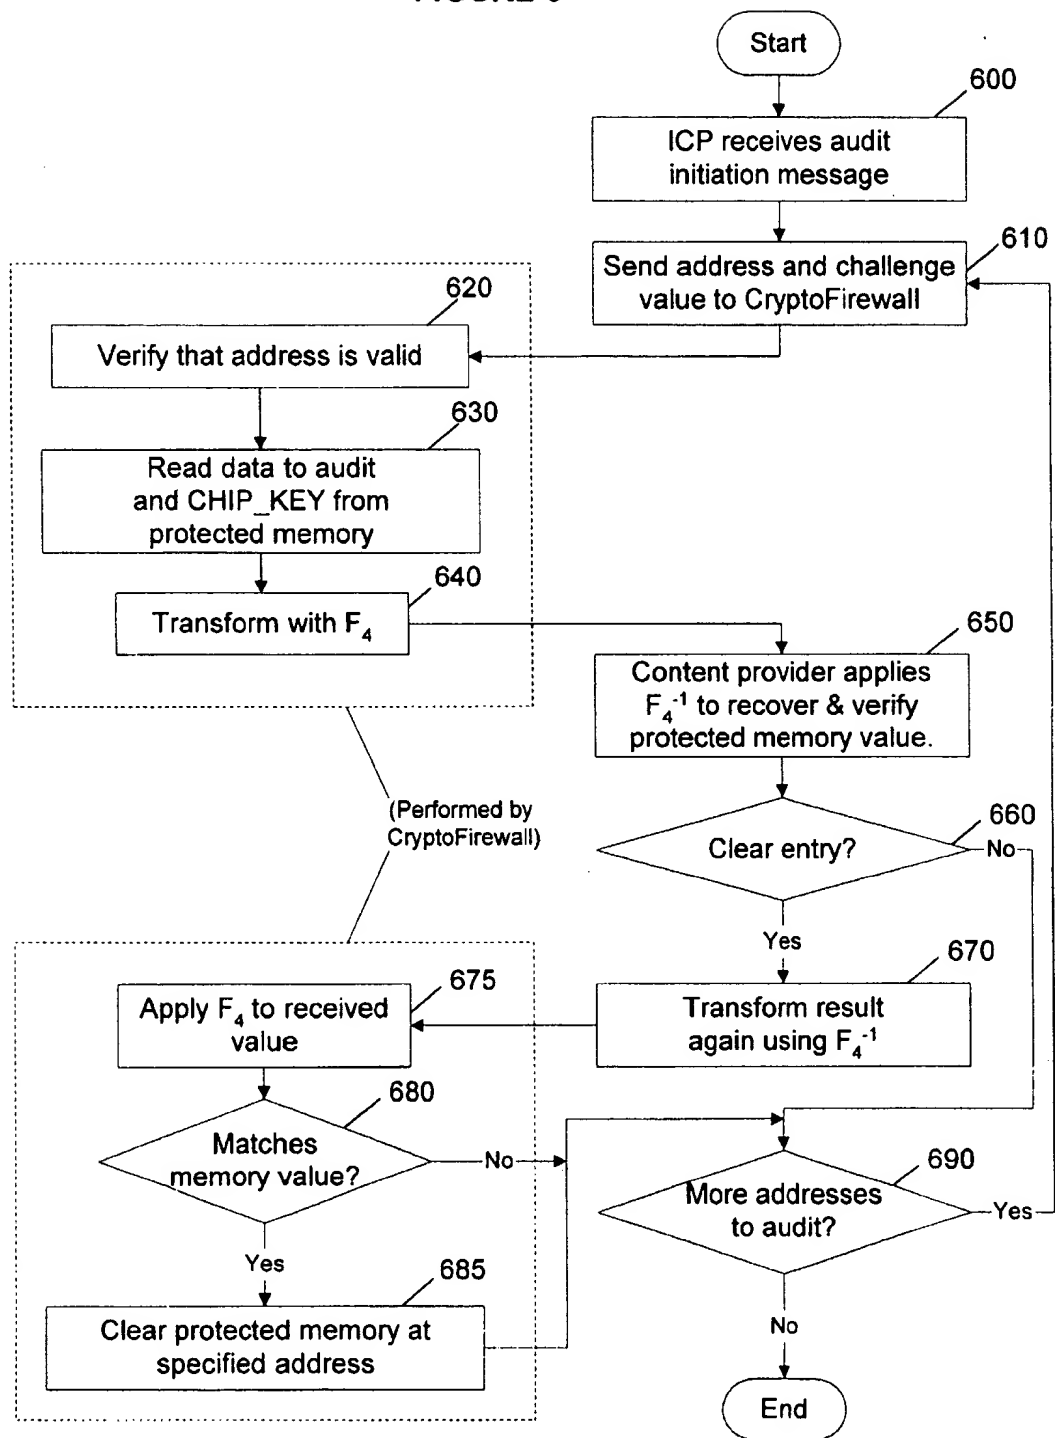 Start
600
ICP receives audit
initiation message
610
Send address and challenge
value to CryptoFirewall
620
Verify that address is valid
630
Read data to audit
and CHIP_KEY from
protected memory
640
Transform with F₄
650
Content provider applies
F₄⁻¹ to recover & verify
protected memory value.
(Performed by
CryptoFirewall)
660
Clear entry?
No
Yes
670
Transform result
again using F₄⁻¹
675
Apply F₄ to received
value
680
Matches
memory value?
No
Yes
685
Clear protected memory at
specified address
690
More addresses
to audit?
Yes
No
End